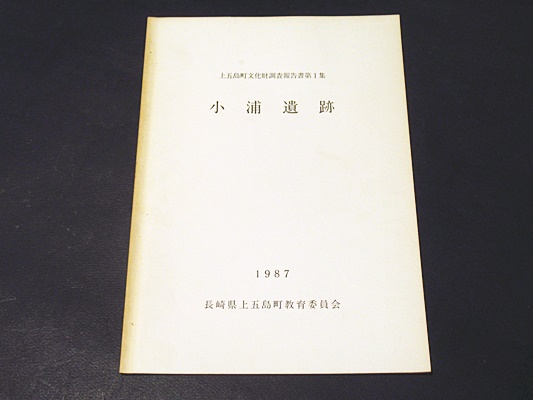 上五島町文化財調査報告書第1集
小浦遺跡
1987
長崎県上五島町教育委員会